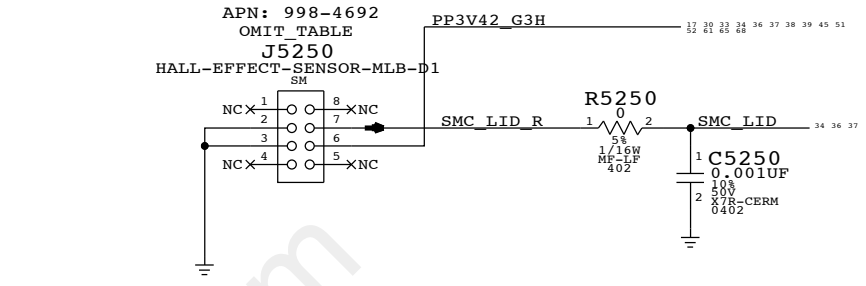 APN: 998-4692
OMIT_TABLE
J5250
HALL-EFFECT-SENSOR-MLB-D1
SM
PP3V42_G3H
17 30 33 34 36 37 38 39 45 51
52 61 65 68
NC 1 8 NC
2 7
3 6
NC 4 5 NC
SMC_LID_R
R5250
0
1 2
5%
1/16W
MF-LF
402
SMC_LID
34 36 37
1 C5250
0.001UF
10%
50V
2 X7R-CERM
0402
m